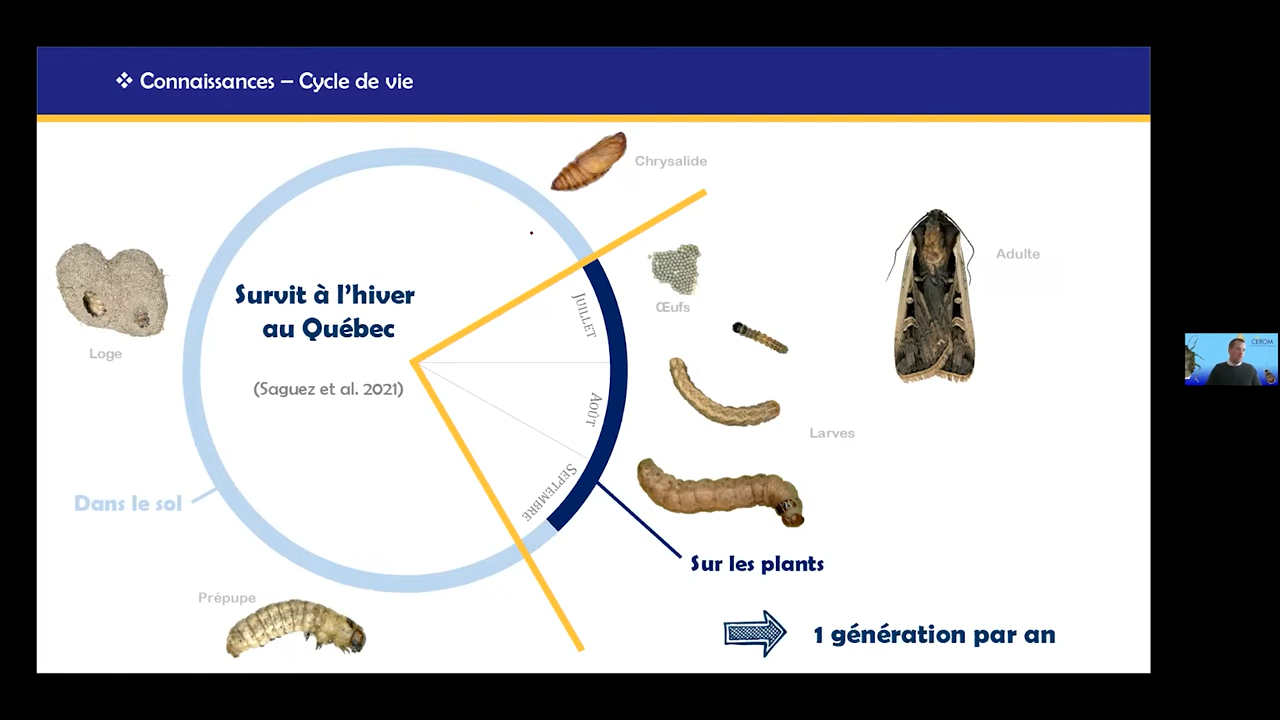 ❖ Connaissances – Cycle de vie
Chrysalide
Adulte
Œufs
Juillet
Survit à l'hiver
au Québec
Loge
(Saguez et al. 2021)
Août
Larves
Septembre
Dans le sol
Sur les plants
Prépupe
1 génération par an
CEROM